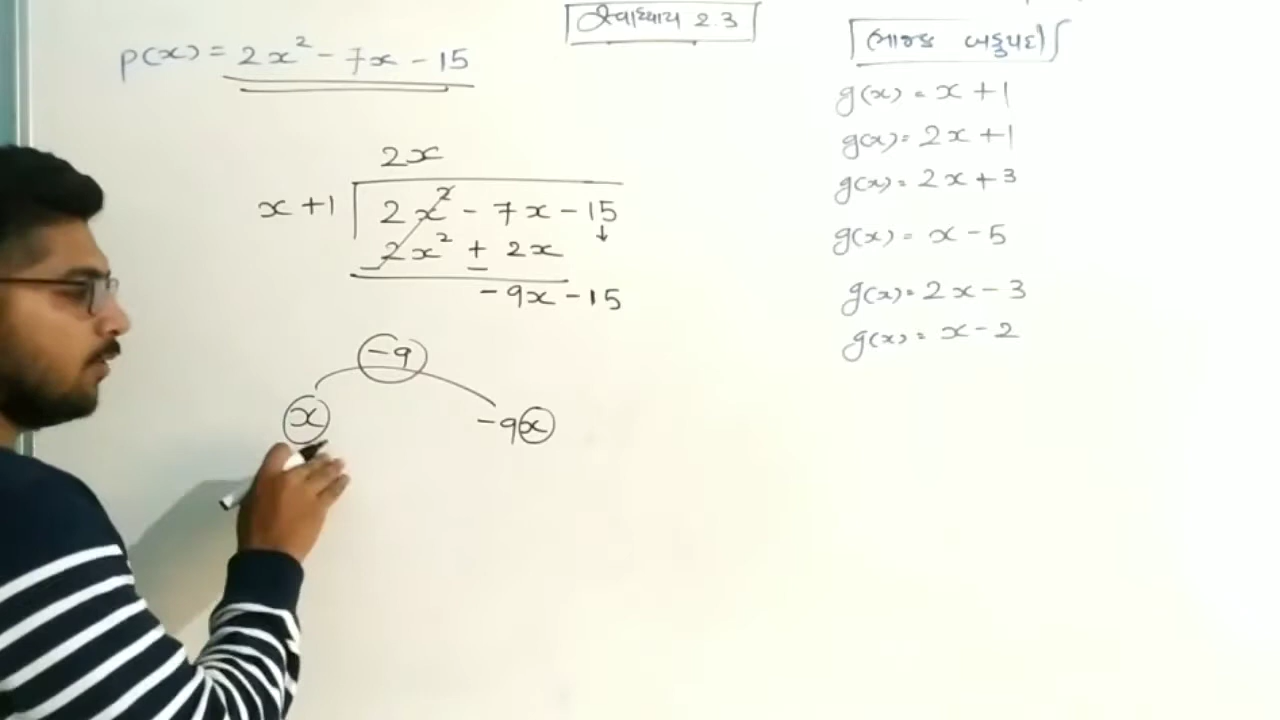 સ્વાધ્યાય 2.3
p(x) = 2x² - 7x - 15
2x
x + 1 2x² - 7x - 15
2x² + 2x
- 9x - 15
-9
x -9x
ભાજક બહુપદી
g(x) = x + 1
g(x) = 2x + 1
g(x) = 2x + 3
g(x) = x - 5
g(x) = 2x - 3
g(x) = x - 2